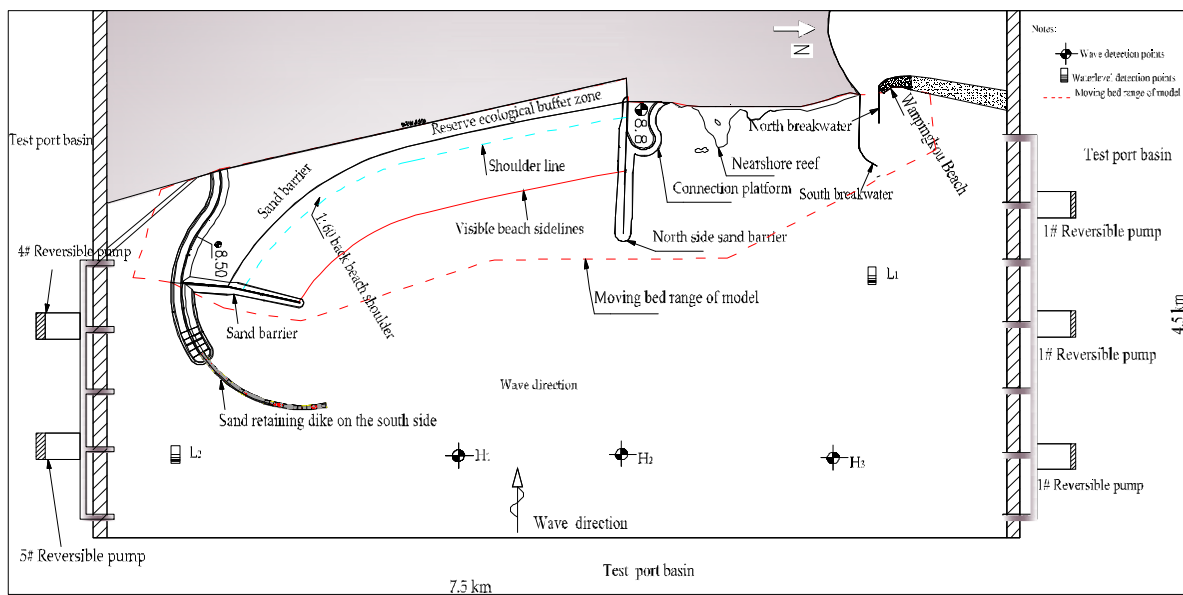 Notes:
Wave detection points
Waterlevel detection points
Moving bed range of model
N
Reserve ecological buffer zone
8.8
North breakwater
Wanpingkou Beach
Test port basin
Test port basin
Shoulder line
Nearshore reef
Connection platform
South breakwater
Sand barrier
1:60 back beach shoulder
Visible beach sidelines
North side sand barrier
8.50
4# Reversible pump
1# Reversible pump
L1
Moving bed range of model
Sand barrier
4.5 km
1# Reversible pump
Wave direction
Sand retaining dike on the south side
L2
H1
H2
H3
1# Reversible pump
Wave direction
5# Reversible pump
Test port basin
7.5 km